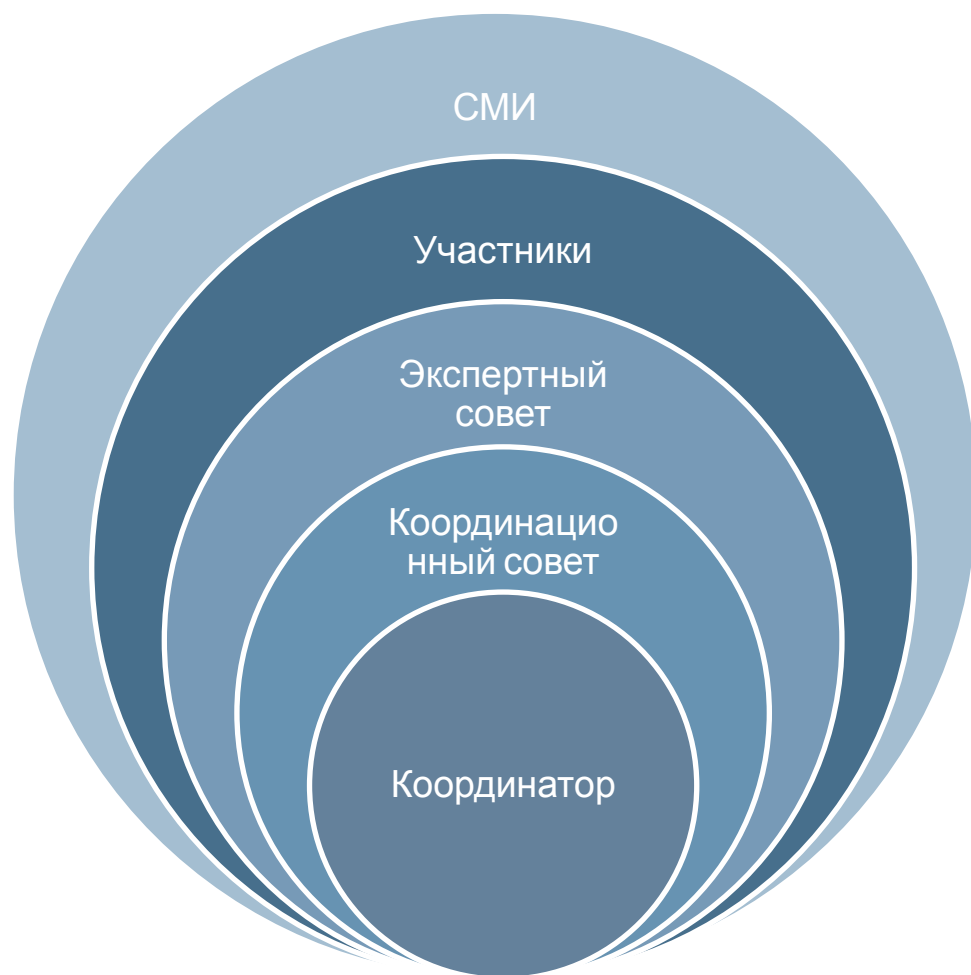 СМИ
Участники
Экспертный
совет
Координацио
нный совет
Координатор